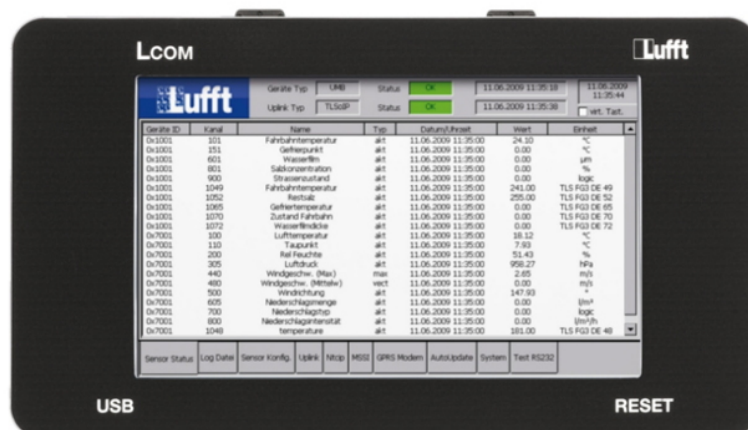 LCOM
Lufft
Lufft
Geräte Typ UMB Status OK 11.06.2009 11:35:18 11.06.2009 11:35:44
Uplink Typ TLSoIP Status OK 11.06.2009 11:35:38 virt. Tast.
Geräte ID Kanal Name Typ Datum/Uhrzeit Wert Einheit
0x1001 101 Fahrbahntemperatur akt 11.06.2009 11:35:00 24.10 °C
0x1001 151 Gefrierpunkt akt 11.06.2009 11:35:00 0.00 °C
0x1001 601 Wasserfilm akt 11.06.2009 11:35:00 0.00 µm
0x1001 801 Salzkonzentration akt 11.06.2009 11:35:00 0.00 %
0x1001 900 Strassenzustand akt 11.06.2009 11:35:00 0.00 logic
0x1001 1049 Fahrbahntemperatur akt 11.06.2009 11:35:00 241.00 TLS FG3 DE 49
0x1001 1052 Restsalz akt 11.06.2009 11:35:00 255.00 TLS FG3 DE 52
0x1001 1065 Gefriertemperatur akt 11.06.2009 11:35:00 0.00 TLS FG3 DE 65
0x1001 1070 Zustand Fahrbahn akt 11.06.2009 11:35:00 0.00 TLS FG3 DE 70
0x1001 1072 Wasserfilmdicke akt 11.06.2009 11:35:00 0.00 TLS FG3 DE 72
0x7001 100 Lufttemperatur akt 11.06.2009 11:35:00 18.12 °C
0x7001 110 Taupunkt akt 11.06.2009 11:35:00 7.93 °C
0x7001 200 Rel Feuchte akt 11.06.2009 11:35:00 51.43 %
0x7001 305 Luftdruck akt 11.06.2009 11:35:00 958.27 hPa
0x7001 440 Windgeschw. (Max) max 11.06.2009 11:35:00 2.65 m/s
0x7001 480 Windgeschw. (Mittelw) vect 11.06.2009 11:35:00 0.00 m/s
0x7001 500 Windrichtung akt 11.06.2009 11:35:00 147.93 °
0x7001 605 Niederschlagsmenge akt 11.06.2009 11:35:00 0.00 l/m²
0x7001 700 Niederschlagstyp akt 11.06.2009 11:35:00 0.00 logic
0x7001 800 Niederschlagsintensität akt 11.06.2009 11:35:00 0.00 l/m²/h
0x7001 1048 temperature akt 11.06.2009 11:35:00 181.00 TLS FG3 DE 48
Sensor Status Log Datei Sensor Konfig. Uplink Ntcip MSSI GPRS Modem AutoUpdate System Test RS232
USB RESET